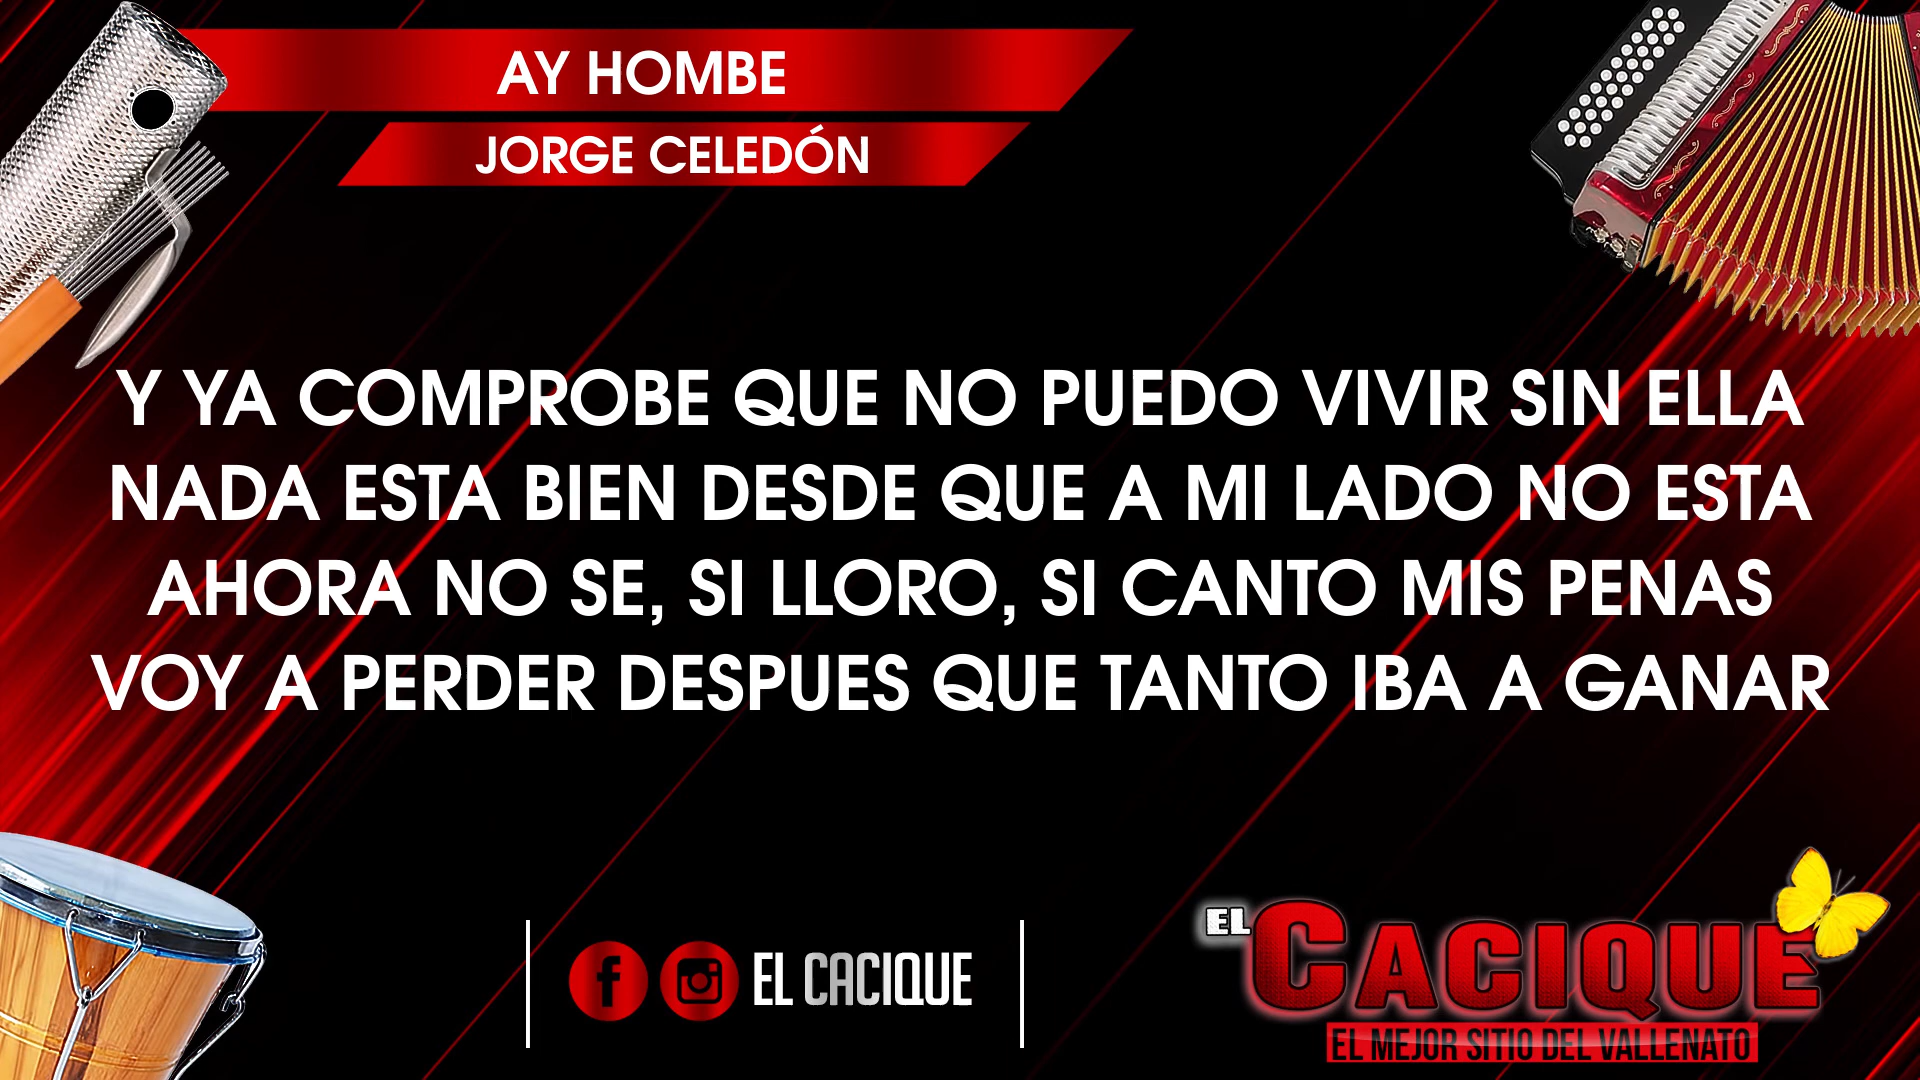 AY HOMBE
JORGE CELEDÓN
Y YA COMPROBE QUE NO PUEDO VIVIR SIN ELLA
NADA ESTA BIEN DESDE QUE A MI LADO NO ESTA
AHORA NO SE, SI LLORO, SI CANTO MIS PENAS
VOY A PERDER DESPUES QUE TANTO IBA A GANAR
EL CACIQUE
EL CACIQUE
EL MEJOR SITIO DEL VALLENATO